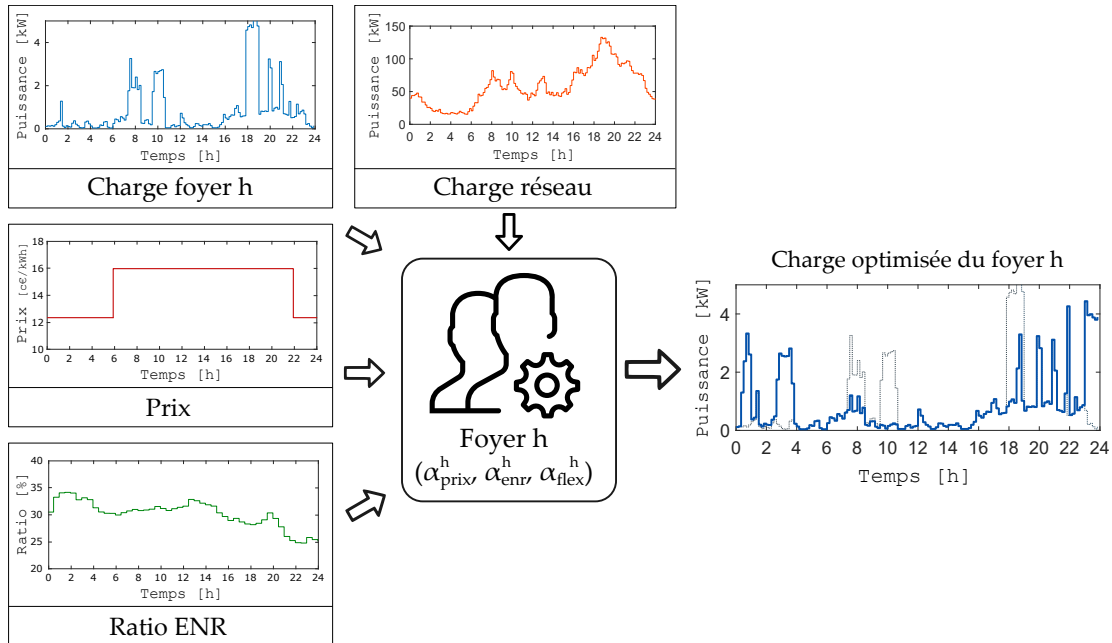 Puissance [kW]
4
2
0
0 2 4 6 8 10 12 14 16 18 20 22 24
Temps [h]
Charge foyer h
Puissance [kW]
150
100
50
0
0 2 4 6 8 10 12 14 16 18 20 22 24
Temps [h]
Charge réseau
Prix [c€/kWh]
18
16
14
12
10
0 2 4 6 8 10 12 14 16 18 20 22 24
Temps [h]
Prix
Ratio [%]
40
35
30
25
20
0 2 4 6 8 10 12 14 16 18 20 22 24
Temps [h]
Ratio ENR
Foyer h
(α^h_prix, α^h_enr, α^h_flex)
Charge optimisée du foyer h
Puissance [kW]
4
2
0
0 2 4 6 8 10 12 14 16 18 20 22 24
Temps [h]